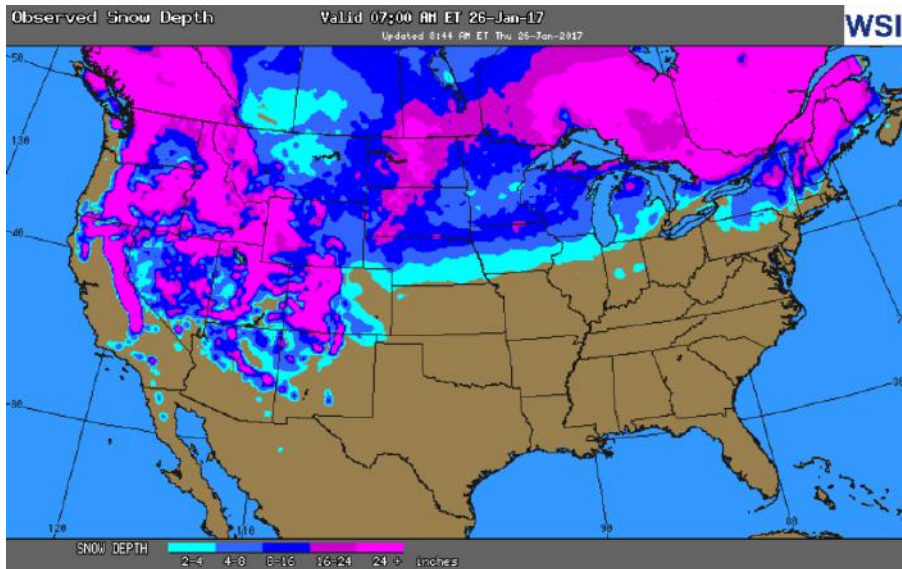 Observed Snow Depth Valid 07:00 AM ET 26-Jan-17
Updated 8:44 AM ET Thu 26-Jan-2017
WSI
50
130
40
40
30
30
120
110
90
80
SNOW DEPTH
2-4 4-8 8-16 16-24 24 + inches